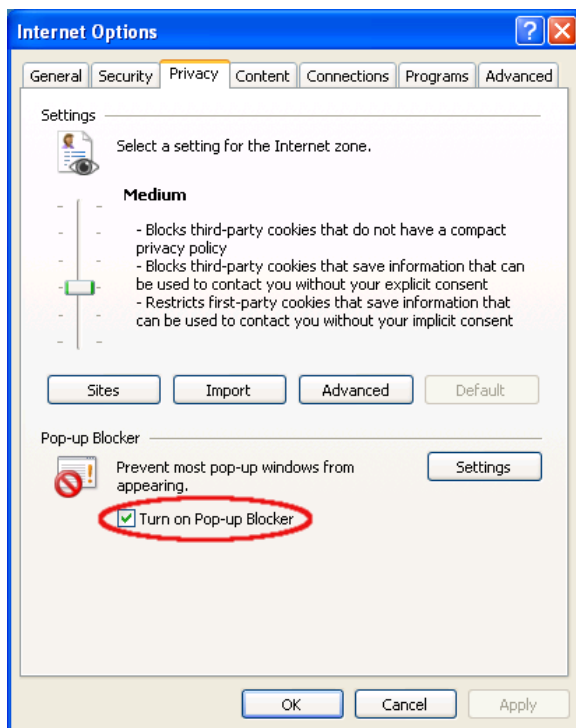 Internet Options
General Security Privacy Content Connections Programs Advanced
Settings
Select a setting for the Internet zone.
Medium
- Blocks third-party cookies that do not have a compact
privacy policy
- Blocks third-party cookies that save information that can
be used to contact you without your explicit consent
- Restricts first-party cookies that save information that
can be used to contact you without your implicit consent
Sites Import Advanced Default
Pop-up Blocker
Prevent most pop-up windows from Settings
appearing.
Turn on Pop-up Blocker
OK Cancel Apply